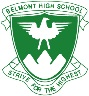 BELMONT HIGH SCHOOL
STRIVE FOR THE HIGHEST